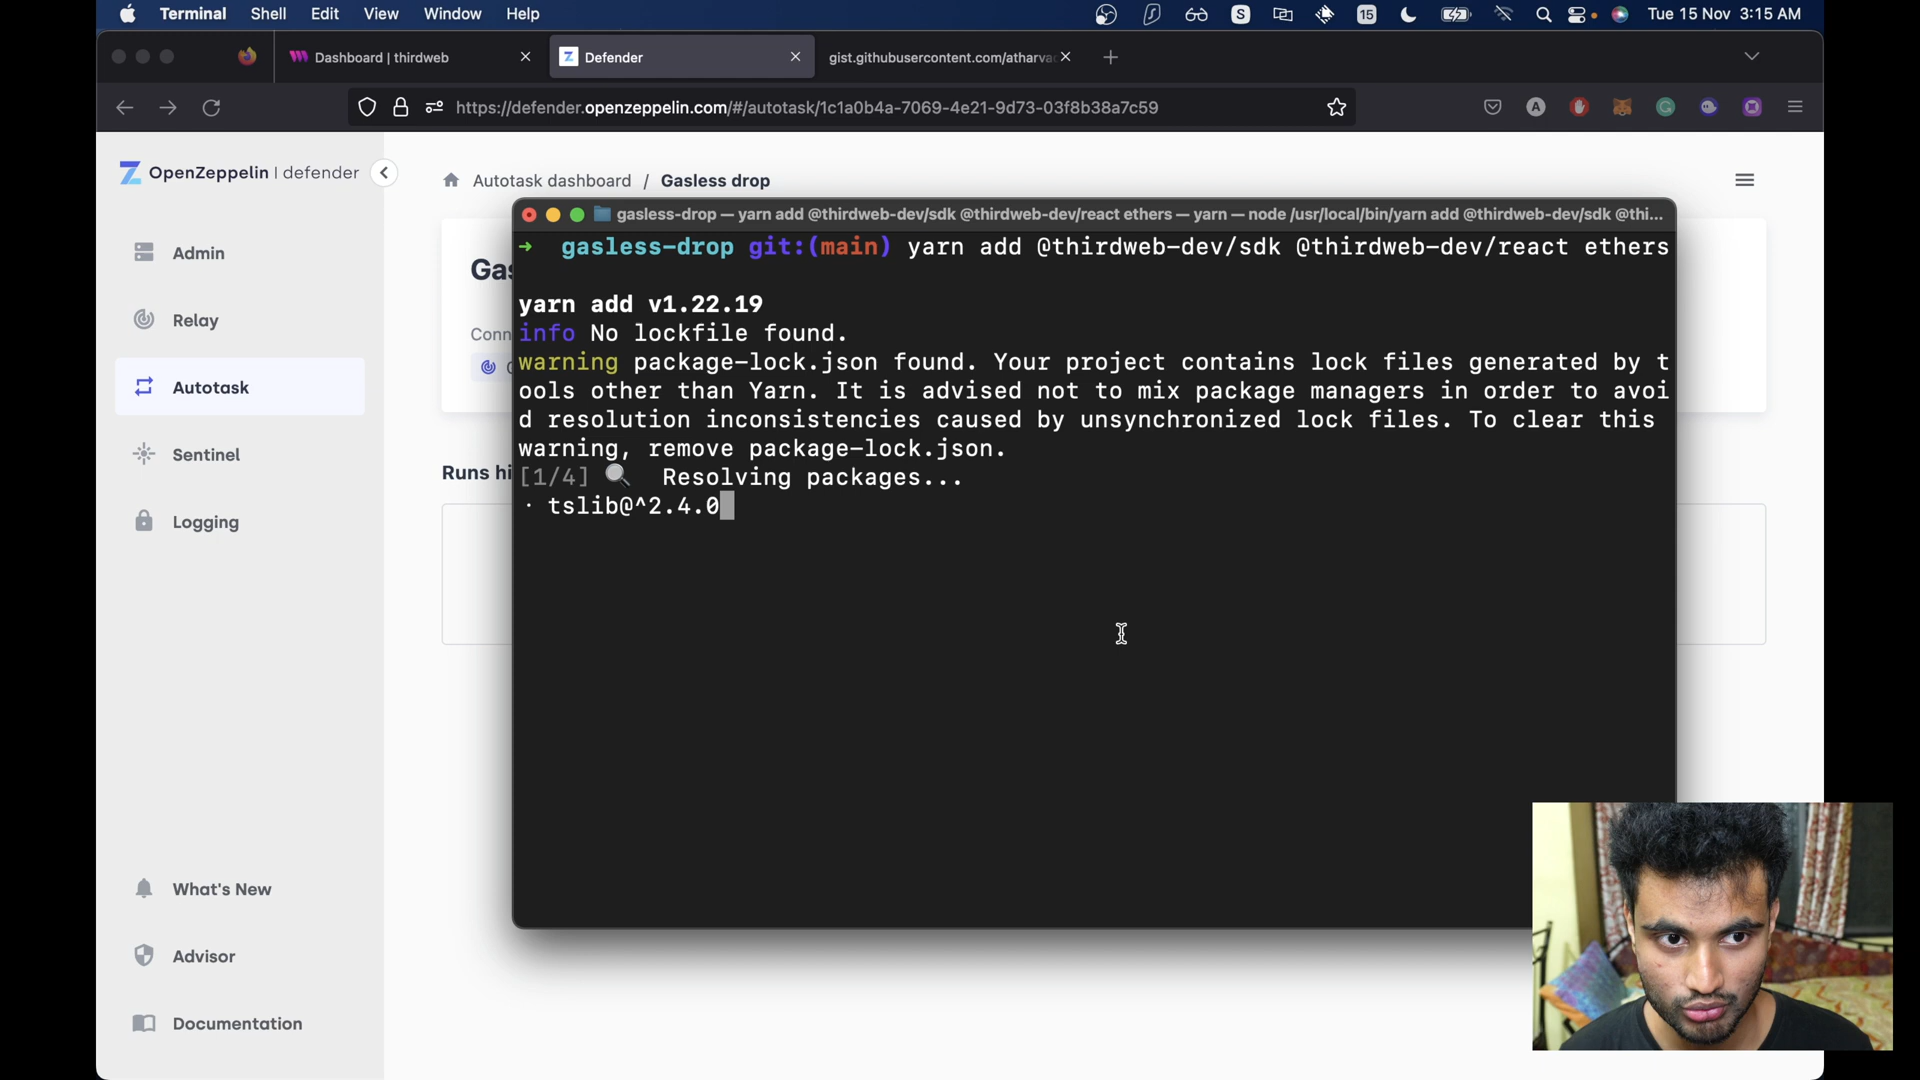 Terminal Shell Edit View Window Help
S 15 Tue 15 Nov 3:15 AM
Dashboard | thirdweb
Defender
gist.githubusercontent.com/atharva
https://defender.openzeppelin.com/#/autotask/1c1a0b4a-7069-4e21-9d73-03f8b38a7c59
A
OpenZeppelin | defender
Autotask dashboard / Gasless drop
Admin
Relay
Autotask
Sentinel
Logging
What's New
Advisor
Documentation
Gas
Conn
Runs hi
gasless-drop — yarn add @thirdweb-dev/sdk @thirdweb-dev/react ethers — yarn — node /usr/local/bin/yarn add @thirdweb-dev/sdk @thi...
→ gasless-drop git:(main) yarn add @thirdweb-dev/sdk @thirdweb-dev/react ethers
yarn add v1.22.19
info No lockfile found.
warning package-lock.json found. Your project contains lock files generated by t
ools other than Yarn. It is advised not to mix package managers in order to avoi
d resolution inconsistencies caused by unsynchronized lock files. To clear this
warning, remove package-lock.json.
[1/4] 🔍 Resolving packages...
· tslib@^2.4.0